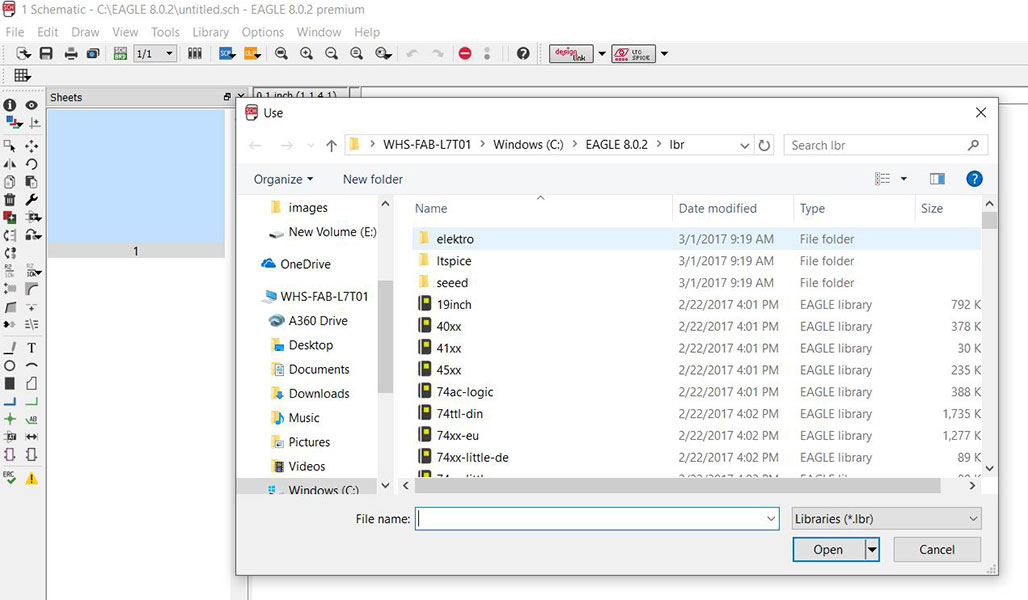 1 Schematic - C:\EAGLE 8.0.2\untitled.sch - EAGLE 8.0.2 premium
File Edit Draw View Tools Library Options Window Help
1/1 design link LTC SPICE
Sheets
0.1 inch (1.1 4.1)
1
Use
WHS-FAB-L7T01 > Windows (C:) > EAGLE 8.0.2 > lbr
Search lbr
Organize New folder
images
New Volume (E:)
OneDrive
WHS-FAB-L7T01
A360 Drive
Desktop
Documents
Downloads
Music
Pictures
Videos
Windows (C:)
Name Date modified Type Size
elektro 3/1/2017 9:19 AM File folder
ltspice 3/1/2017 9:19 AM File folder
seeed 3/1/2017 9:19 AM File folder
19inch 2/22/2017 4:01 PM EAGLE library 792 K
40xx 2/22/2017 4:01 PM EAGLE library 378 K
41xx 2/22/2017 4:01 PM EAGLE library 30 K
45xx 2/22/2017 4:01 PM EAGLE library 235 K
74ac-logic 2/22/2017 4:01 PM EAGLE library 388 K
74ttl-din 2/22/2017 4:02 PM EAGLE library 1,735 K
74xx-eu 2/22/2017 4:02 PM EAGLE library 1,277 K
74xx-little-de 2/22/2017 4:02 PM EAGLE library 89 K
File name: Libraries (*.lbr)
Open Cancel
ERC